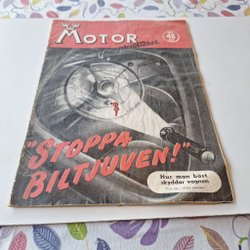 MOTOR
"STOPPA
BILTJUVEN!"
Hur man bäst
skyddar vagnen